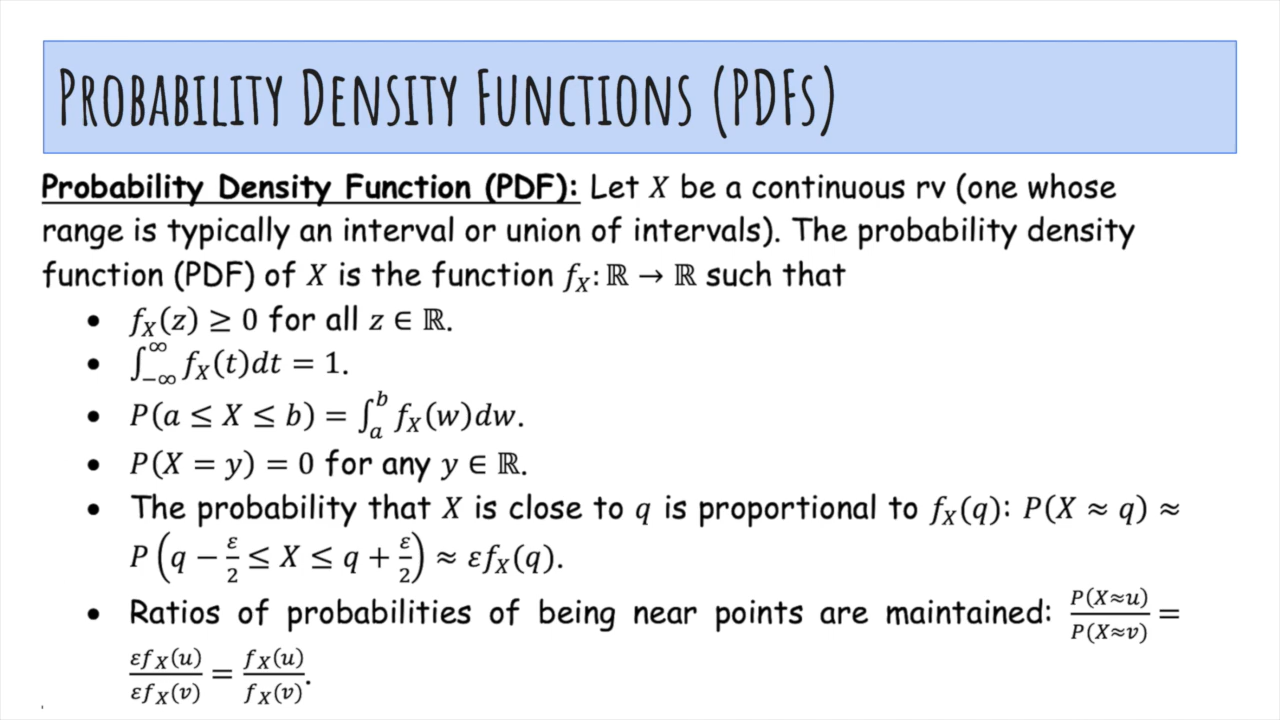 PROBABILITY DENSITY FUNCTIONS (PDFS)
Probability Density Function (PDF): Let X be a continuous rv (one whose
range is typically an interval or union of intervals). The probability density
function (PDF) of X is the function f_X: ℝ → ℝ such that
• f_X(z) ≥ 0 for all z ∈ ℝ.
• ∫_{-∞}^{∞} f_X(t)dt = 1.
• P(a ≤ X ≤ b) = ∫_a^b f_X(w)dw.
• P(X = y) = 0 for any y ∈ ℝ.
• The probability that X is close to q is proportional to f_X(q): P(X ≈ q) ≈
P(q − ε/2 ≤ X ≤ q + ε/2) ≈ εf_X(q).
• Ratios of probabilities of being near points are maintained: P(X≈u)/P(X≈v) =
εf_X(u)/εf_X(v) = f_X(u)/f_X(v).